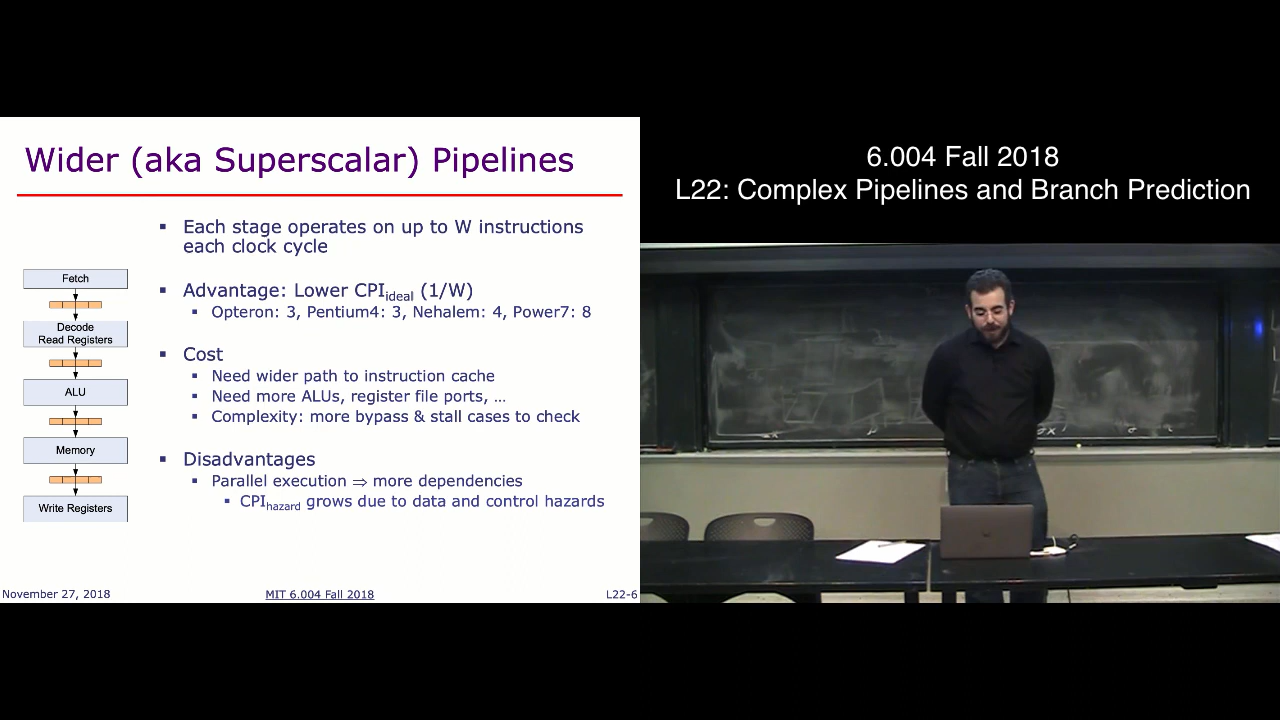 Wider (aka Superscalar) Pipelines
▪ Each stage operates on up to W instructions
each clock cycle
▪ Advantage: Lower CPIideal (1/W)
▪ Opteron: 3, Pentium4: 3, Nehalem: 4, Power7: 8
▪ Cost
▪ Need wider path to instruction cache
▪ Need more ALUs, register file ports, …
▪ Complexity: more bypass & stall cases to check
▪ Disadvantages
▪ Parallel execution ⇒ more dependencies
▪ CPIhazard grows due to data and control hazards
Fetch
Decode
Read Registers
ALU
Memory
Write Registers
November 27, 2018
MIT 6.004 Fall 2018
L22-6
6.004 Fall 2018
L22: Complex Pipelines and Branch Prediction